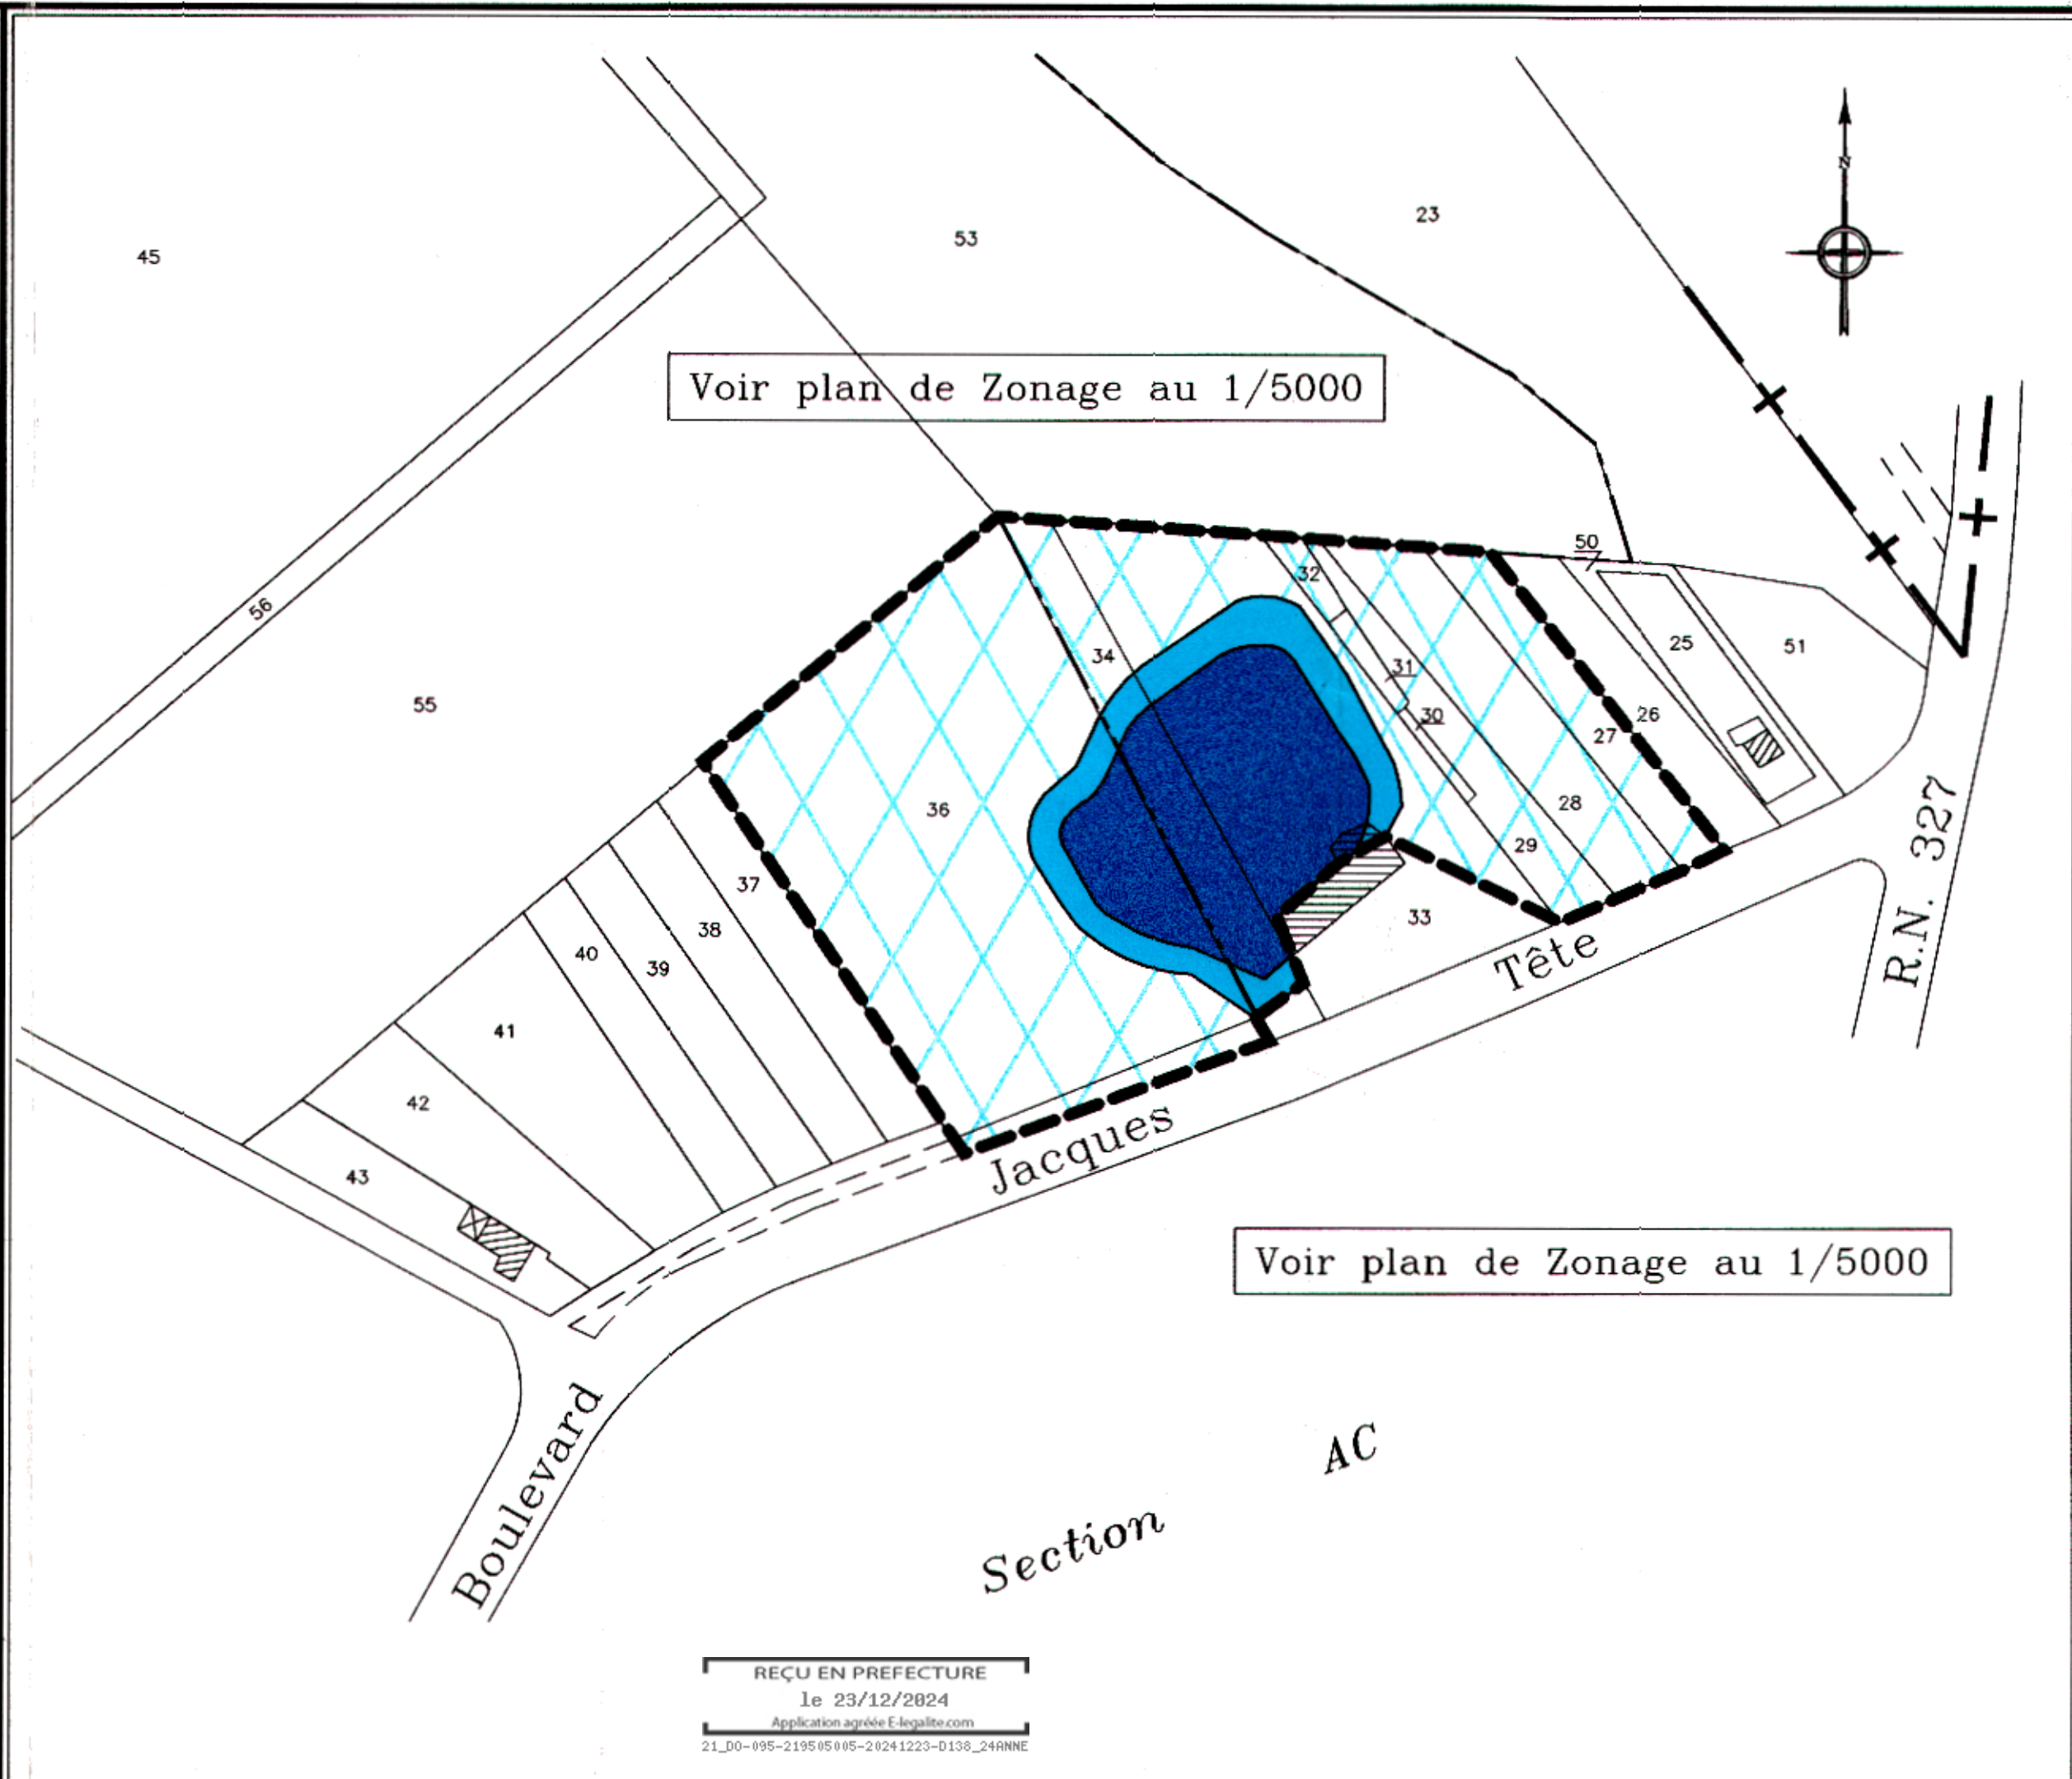 N
23
53
45
Voir plan de Zonage au 1/5000
50
32
56
25
51
34
31
55
26
30
27
36
28
R.N. 327
29
37
33
38
40
39
Tête
41
42
Jacques
43
Voir plan de Zonage au 1/5000
Boulevard
AC
Section
REÇU EN PREFECTURE
le 23/12/2024
Application agréée E-legalite.com
21_DO-095-219505005-20241223-D138_24ANNE